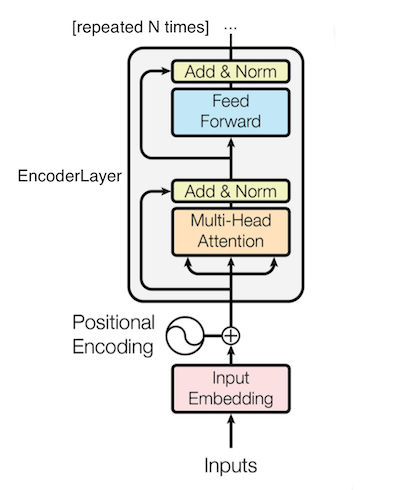 [repeated N times] ...
Add & Norm
Feed
Forward
EncoderLayer
Add & Norm
Multi-Head
Attention
Positional
Encoding
Input
Embedding
Inputs